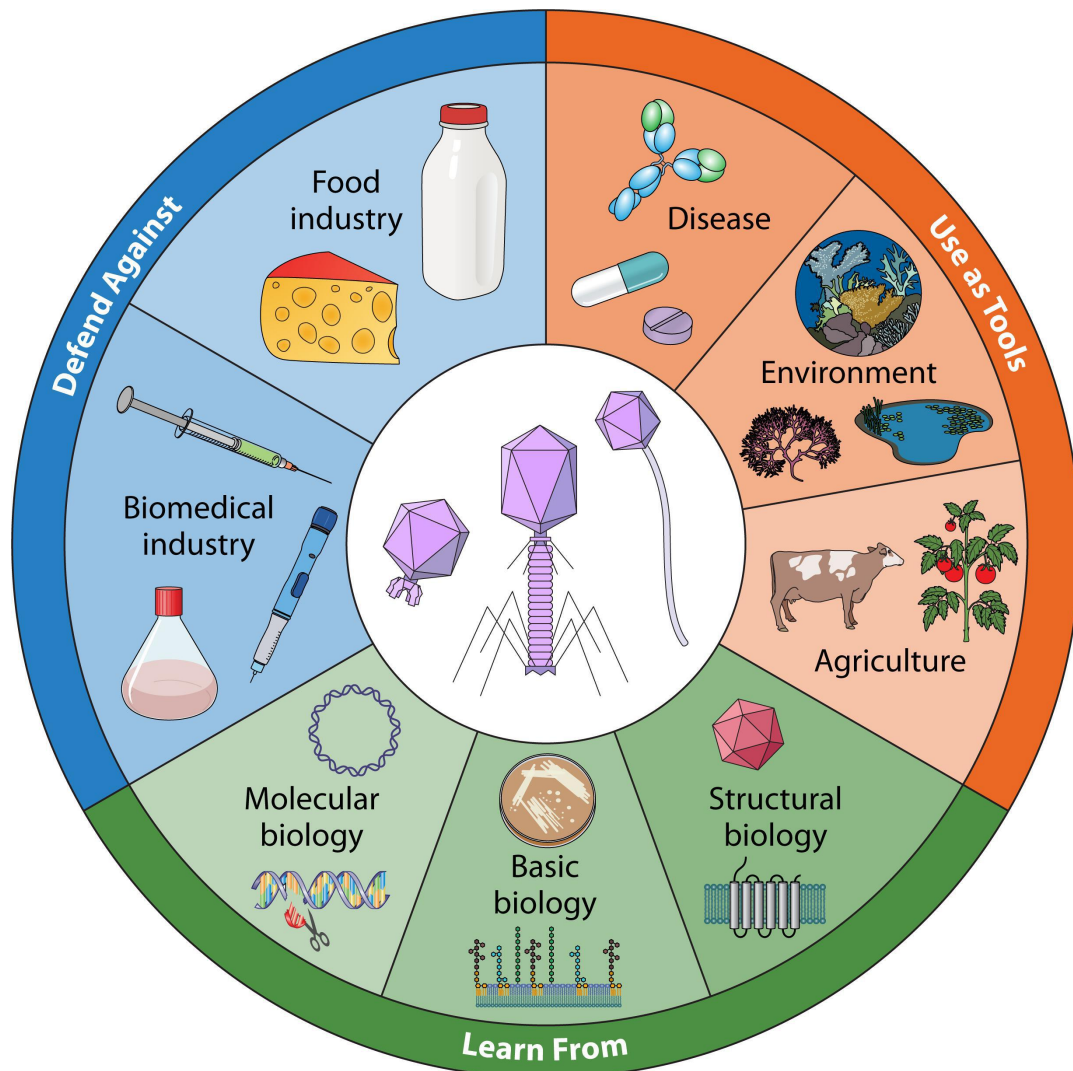 Defend Against
Use as Tools
Learn From
Food
industry
Disease
Environment
Agriculture
Structural
biology
Basic
biology
Molecular
biology
Biomedical
industry